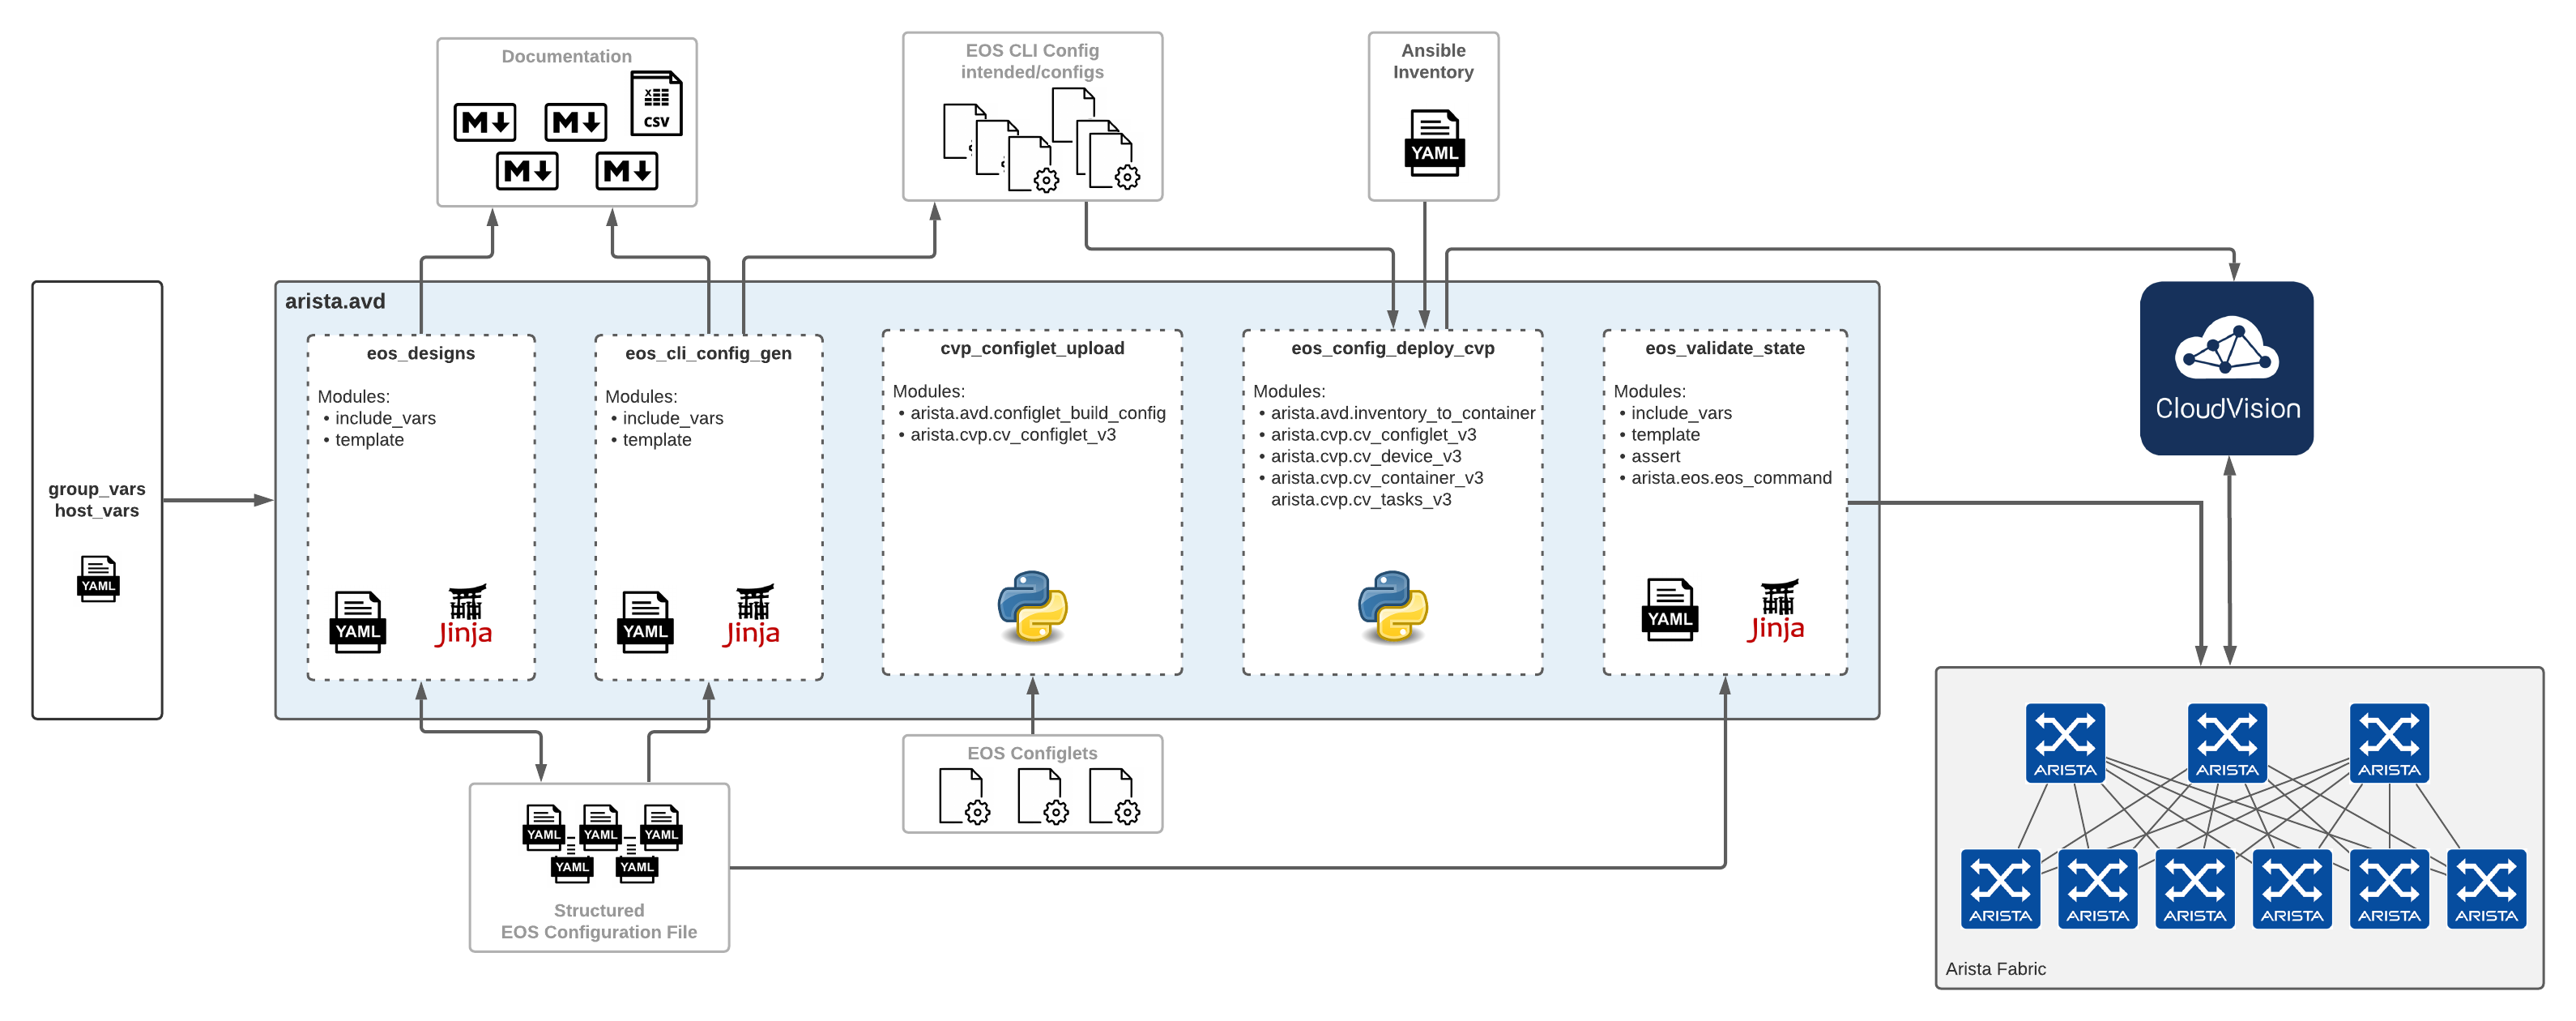 Documentation
CSV
EOS CLI Config
intended/configs
Ansible
Inventory
YAML
group_vars
host_vars
YAML
arista.avd
eos_designs
Modules:
• include_vars
• template
YAML
Jinja
eos_cli_config_gen
Modules:
• include_vars
• template
YAML
Jinja
cvp_configlet_upload
Modules:
• arista.avd.configlet_build_config
• arista.cvp.cv_configlet_v3
eos_config_deploy_cvp
Modules:
• arista.avd.inventory_to_container
• arista.cvp.cv_configlet_v3
• arista.cvp.cv_device_v3
• arista.cvp.cv_container_v3
arista.cvp.cv_tasks_v3
eos_validate_state
Modules:
• include_vars
• template
• assert
• arista.eos.eos_command
YAML
Jinja
CloudVision
YAML YAML YAML
YAML YAML
Structured
EOS Configuration File
EOS Configlets
ARISTA ARISTA ARISTA
ARISTA ARISTA ARISTA ARISTA ARISTA ARISTA
Arista Fabric